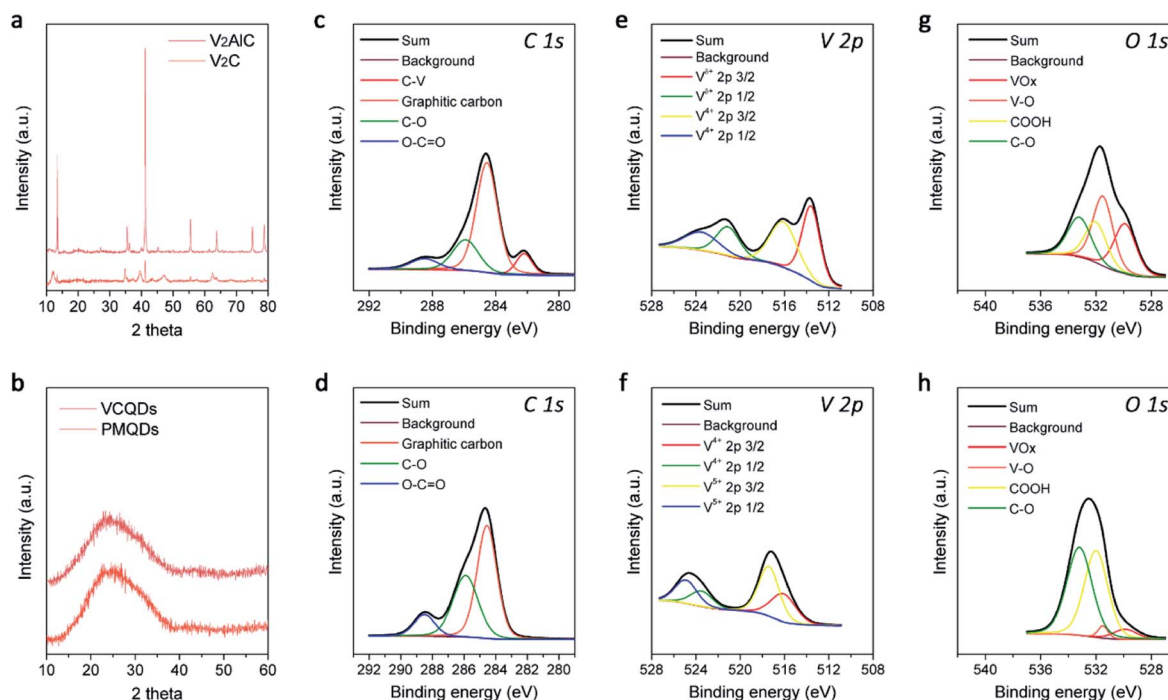 a
V2AlC
V2C
Intensity (a.u.)
10 20 30 40 50 60 70 80
2 theta
c
C 1s
Sum
Background
C-V
Graphitic carbon
C-O
O-C=O
Intensity (a.u.)
292 290 288 286 284 282 280
Binding energy (eV)
e
V 2p
Sum
Background
Vδ+ 2p 3/2
Vδ+ 2p 1/2
V4+ 2p 3/2
V4+ 2p 1/2
Intensity (a.u.)
528 524 520 516 512 508
Binding energy (eV)
g
O 1s
Sum
Background
VOx
V-O
COOH
C-O
Intensity (a.u.)
540 536 532 528
Binding energy (eV)
b
VCQDs
PMQDs
Intensity (a.u.)
10 20 30 40 50 60
2 theta
d
C 1s
Sum
Background
Graphitic carbon
C-O
O-C=O
Intensity (a.u.)
292 290 288 286 284 282 280
Binding energy (eV)
f
V 2p
Sum
Background
V4+ 2p 3/2
V4+ 2p 1/2
V5+ 2p 3/2
V5+ 2p 1/2
Intensity (a.u.)
528 524 520 516 512 508
Binding energy (eV)
h
O 1s
Sum
Background
VOx
V-O
COOH
C-O
Intensity (a.u.)
540 536 532 528
Binding energy (eV)